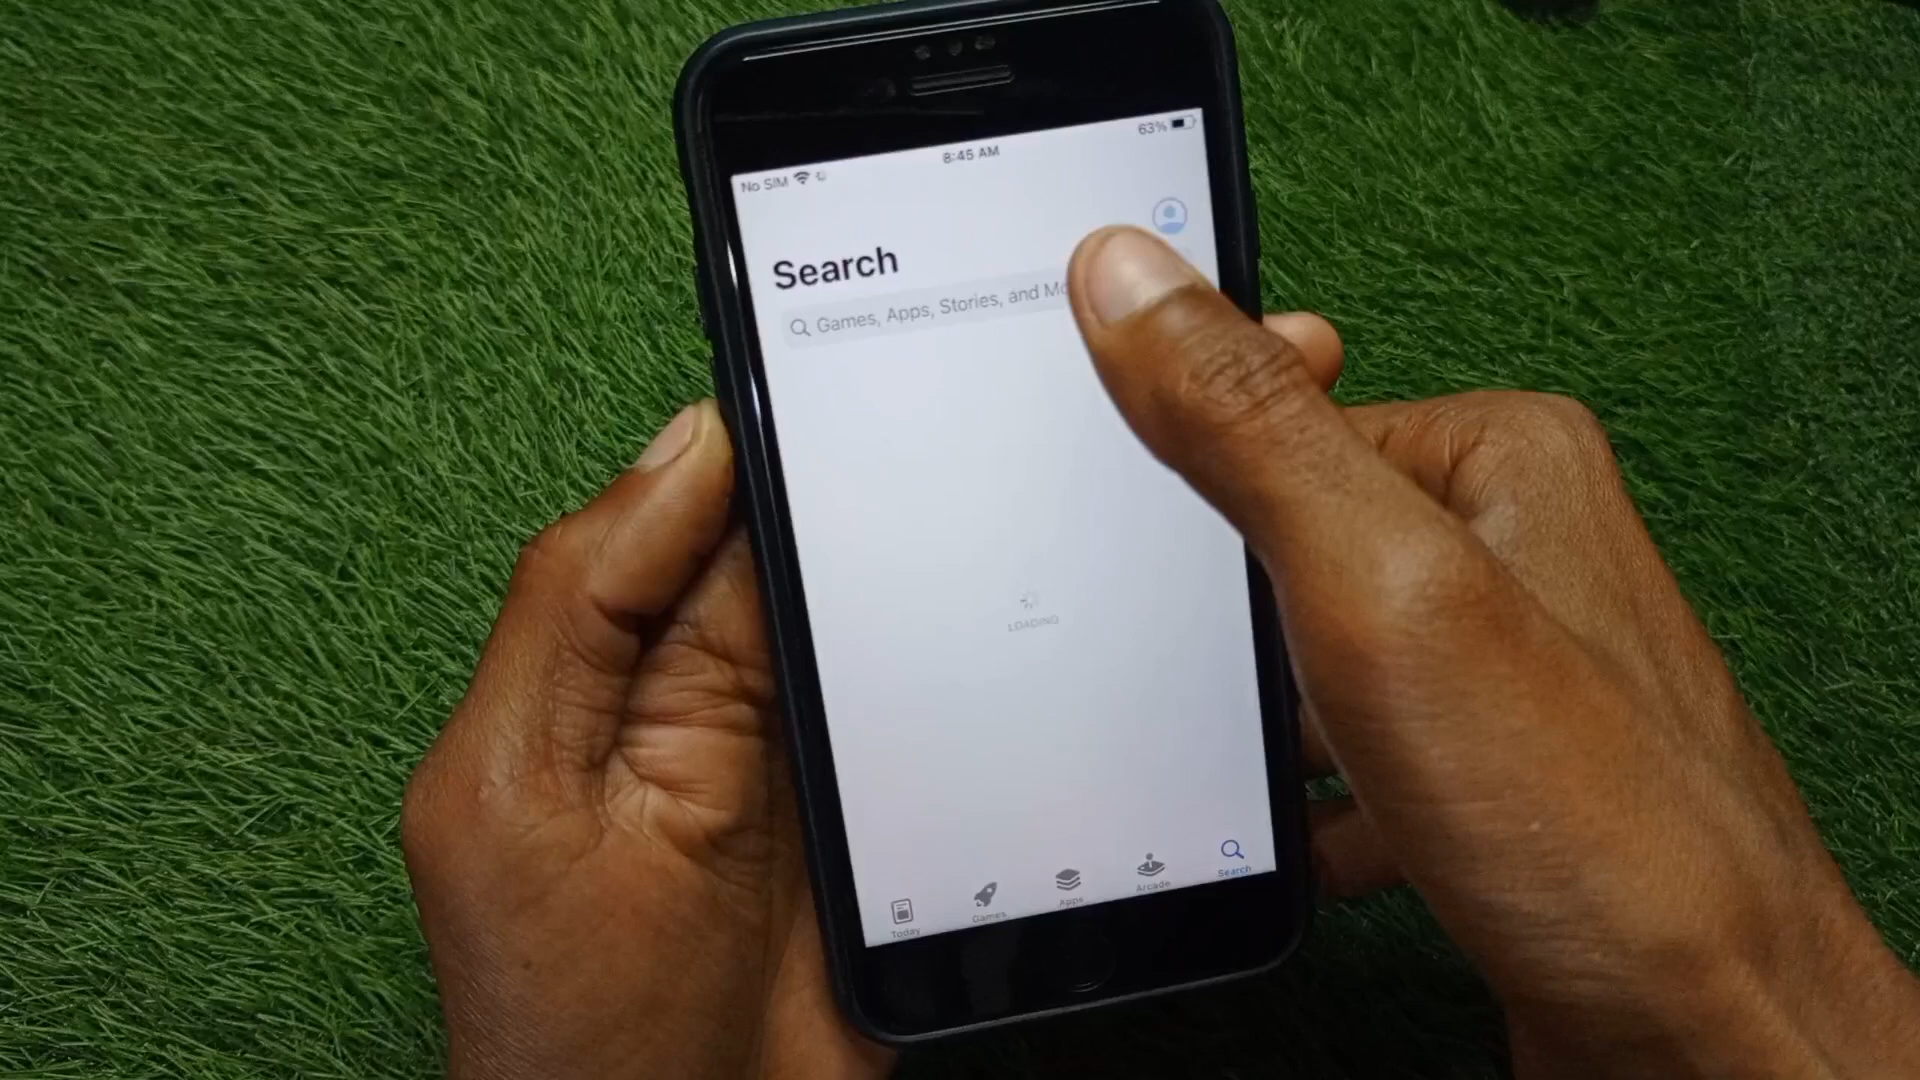 No SIM
8:45 AM
63%
Search
Games, Apps, Stories, and Mo
LOADING
Today
Games
Apps
Arcade
Search